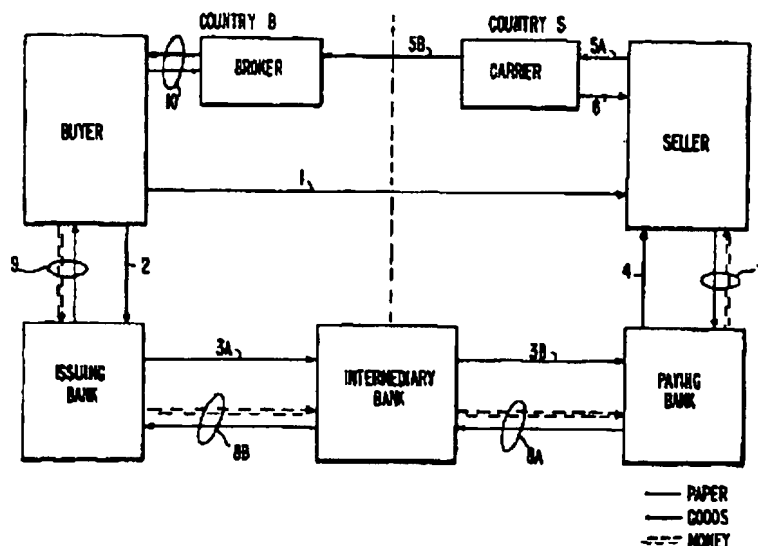 COUNTRY B
COUNTRY S
BROKER
CARRIER
5B
5A
10
6
BUYER
SELLER
1
9
2
4
ISSUING
BANK
3A
INTERMEDIARY
BANK
3B
PAYING
BANK
8B
8A
PAPER
GOODS
MONEY